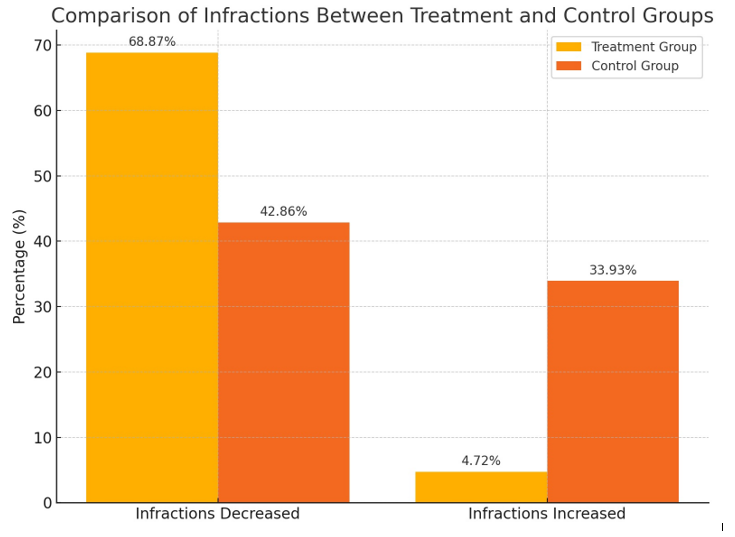 Comparison of Infractions Between Treatment and Control Groups
Treatment Group
Control Group
68.87%
42.86%
4.72%
33.93%
Percentage (%)
70
60
50
40
30
20
10
0
Infractions Decreased
Infractions Increased